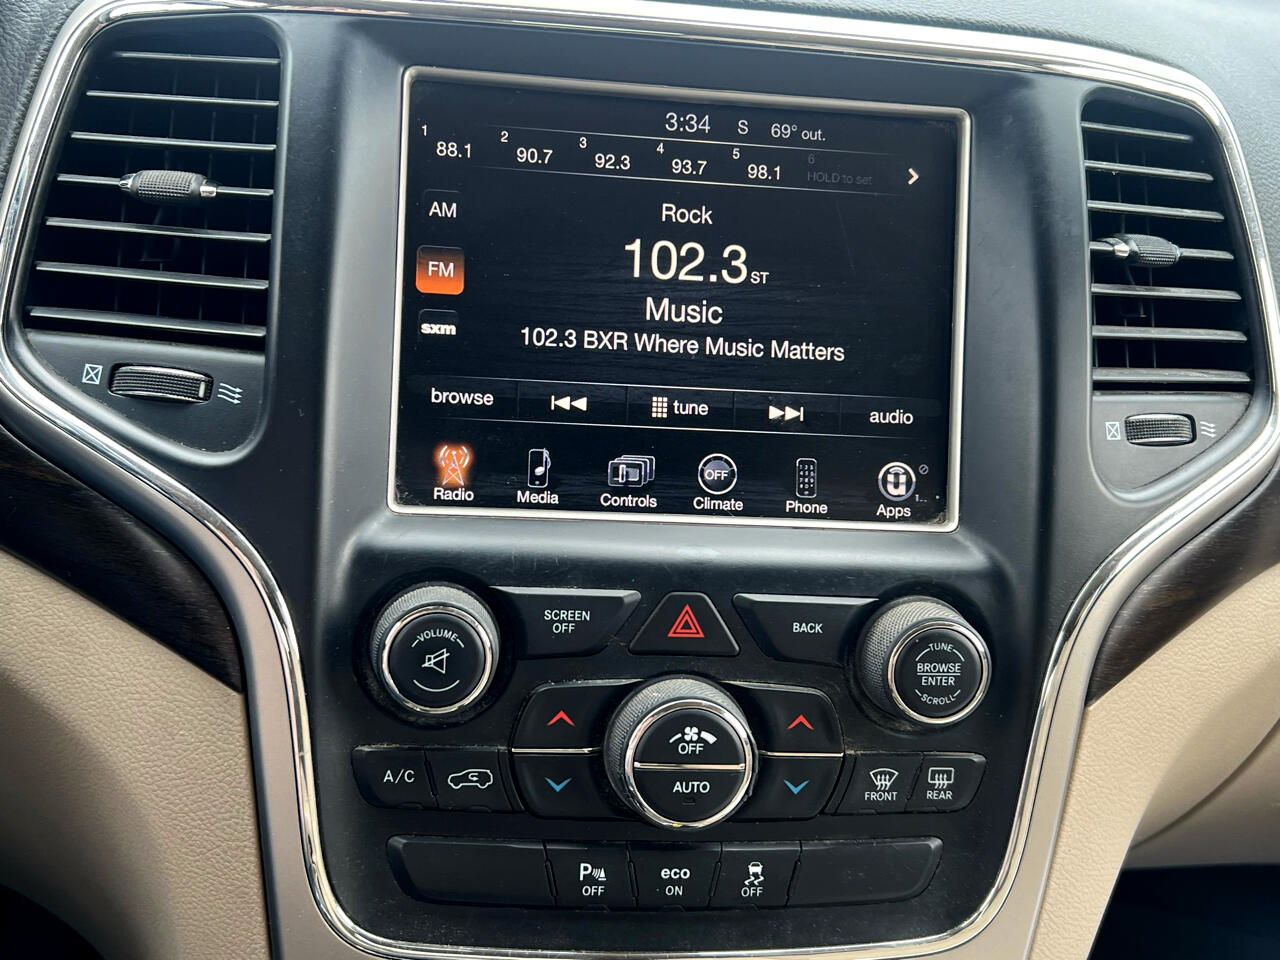 3:34 S 69° out.
1 88.1 2 90.7 3 92.3 4 93.7 5 98.1 6 HOLD to set
AM
Rock
FM
102.3 ST
Music
sxm
102.3 BXR Where Music Matters
browse tune audio
Radio Media Controls OFF Climate Phone Apps
SCREEN
OFF
BACK
VOLUME
TUNE
BROWSE
ENTER
SCROLL
OFF
AUTO
A/C
FRONT
REAR
P
OFF
eco
ON
OFF